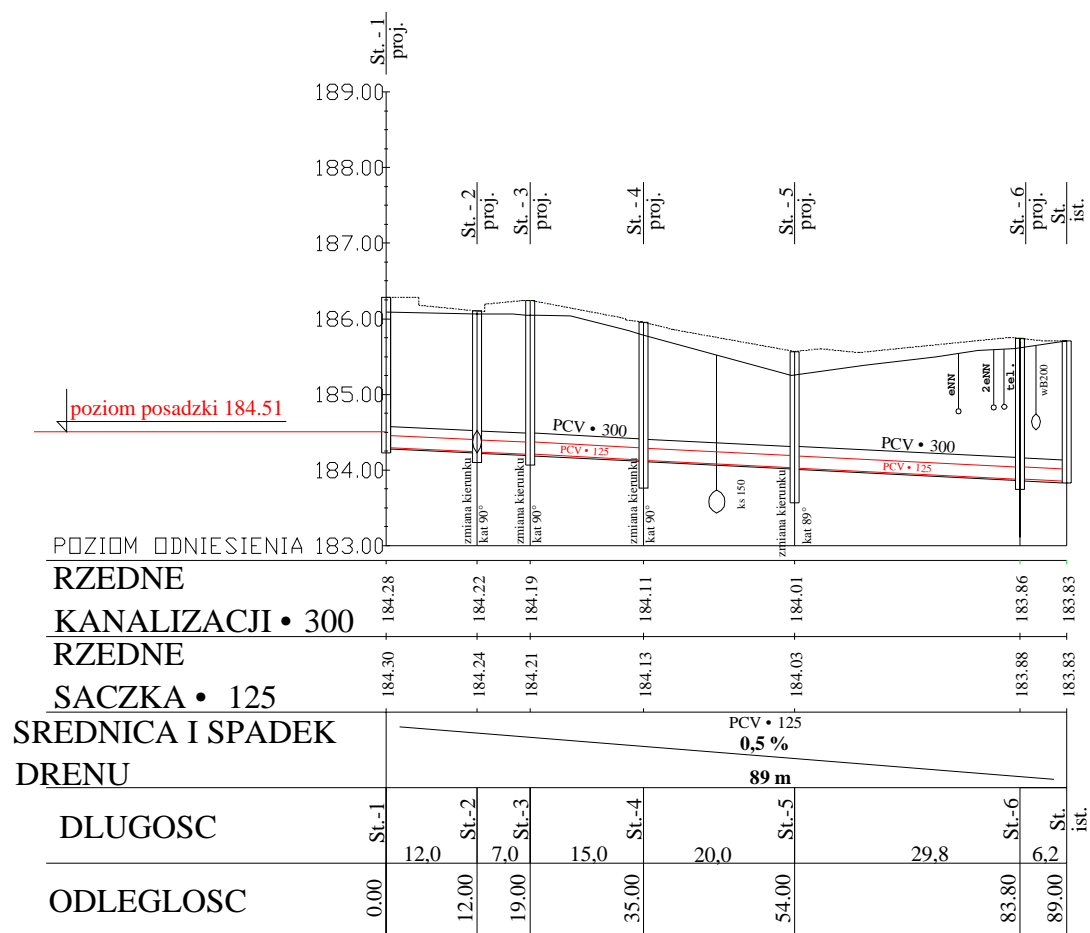 St. - 1
proj.
189.00
188.00
187.00
186.00
185.00
184.00
183.00
St. - 2
proj.
St. - 3
proj.
St. - 4
proj.
St. - 5
proj.
St. - 6
proj.
St.
ist.
poziom posadzki 184.51
PCV • 300
PCV • 125
PCV • 300
PCV • 125
eNN
2eNN
tel.
wB200
ks 150
zmiana kierunku
kat 90°
zmiana kierunku
kat 90°
zmiana kierunku
kat 90°
zmiana kierunku
kat 89°
POZIOM ODNIESIENIA
RZEDNE
KANALIZACJI • 300
184.28 184.22 184.19 184.11 184.01 183.86 183.83
RZEDNE
SACZKA • 125
184.30 184.24 184.21 184.13 184.03 183.88 183.83
SREDNICA I SPADEK
DRENU
PCV • 125
0,5 %
89 m
DLUGOSC
St.-1 St.-2 St.-3 St.-4 St.-5 St.-6 St.
ist.
12,0 7,0 15,0 20,0 29,8 6,2
ODLEGLOSC
0.00 12.00 19.00 35.00 54.00 83.80 89.00